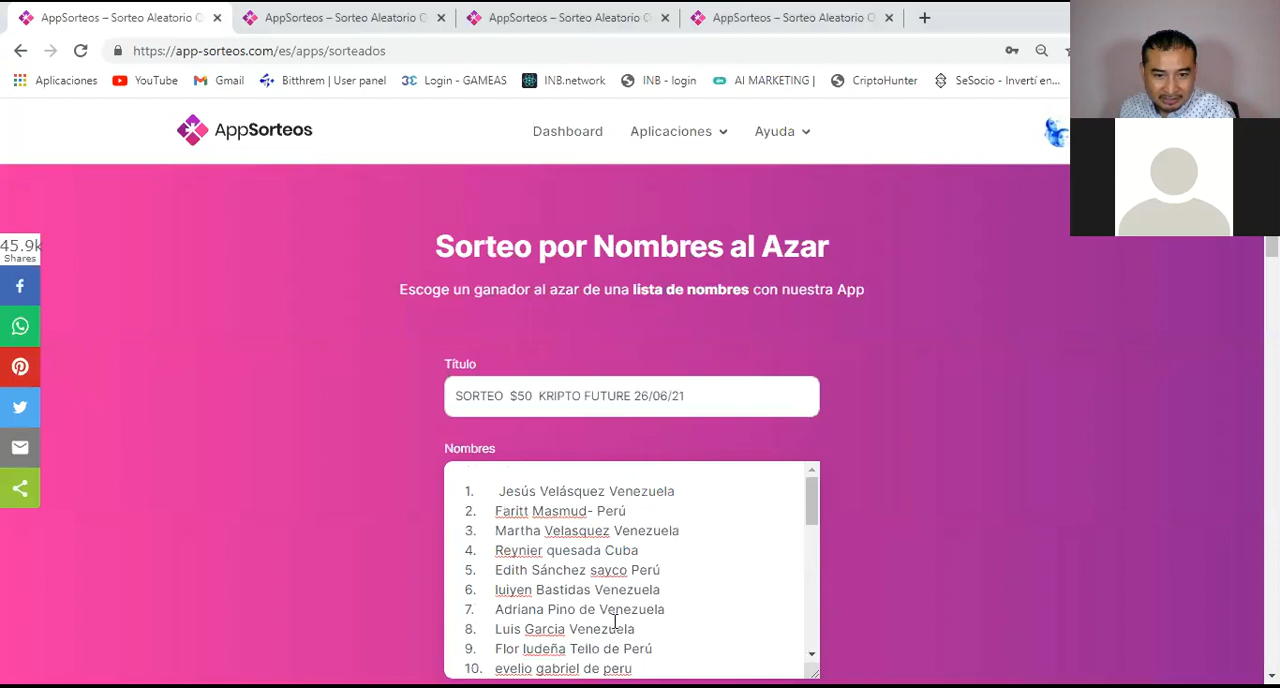 AppSorteos – Sorteo Aleatorio O
AppSorteos – Sorteo Aleatorio O
AppSorteos – Sorteo Aleatorio O
AppSorteos – Sorteo Aleatorio O
https://app-sorteos.com/es/apps/sorteados
Aplicaciones
YouTube
Gmail
Bitthrem | User panel
Login - GAMEAS
INB.network
INB - login
AI MARKETING |
CriptoHunter
SeSocio — Invertí en...
AppSorteos
Dashboard
Aplicaciones
Ayuda
45.9k
Shares
Sorteo por Nombres al Azar
Escoge un ganador al azar de una lista de nombres con nuestra App
Título
SORTEO $50 KRIPTO FUTURE 26/06/21
Nombres
1. Jesús Velásquez Venezuela
2. Faritt Masmud- Perú
3. Martha Velasquez Venezuela
4. Reynier quesada Cuba
5. Edith Sánchez sayco Perú
6. luiyen Bastidas Venezuela
7. Adriana Pino de Venezuela
8. Luis Garcia Venezuela
9. Flor ludeña Tello de Perú
10. evelio gabriel de peru